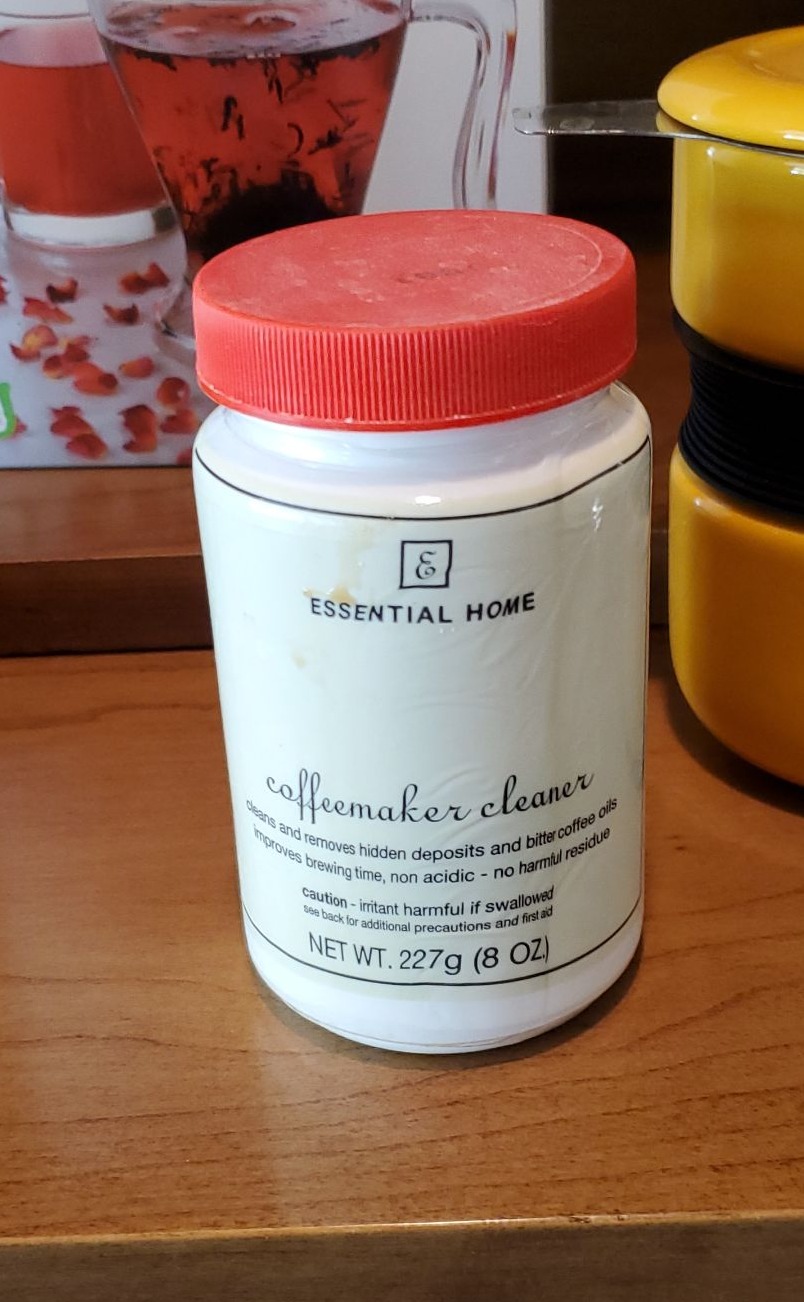 E
ESSENTIAL HOME
coffeemaker cleaner
cleans and removes hidden deposits and bitter coffee oils
improves brewing time, non acidic - no harmful residue
caution - irritant harmful if swallowed
see back for additional precautions and first aid
NET WT. 227g (8 OZ.)